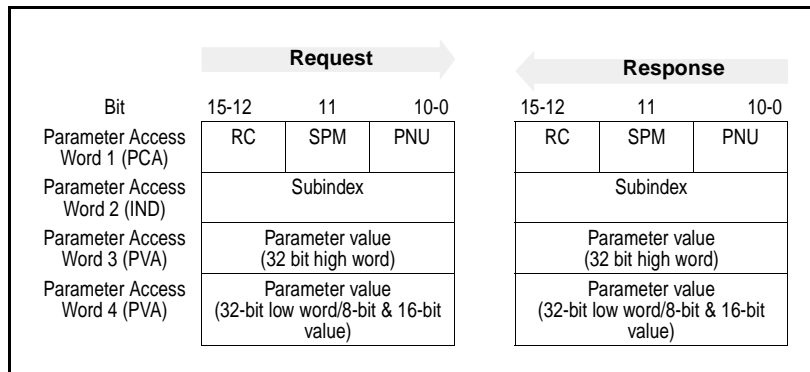 Request
Response
Bit 15-12 11 10-0 15-12 11 10-0
Parameter Access
Word 1 (PCA)
RC SPM PNU RC SPM PNU
Parameter Access
Word 2 (IND)
Subindex Subindex
Parameter Access
Word 3 (PVA)
Parameter value
(32 bit high word)
Parameter value
(32 bit high word)
Parameter Access
Word 4 (PVA)
Parameter value
(32-bit low word/8-bit & 16-bit
value)
Parameter value
(32-bit low word/8-bit & 16-bit
value)